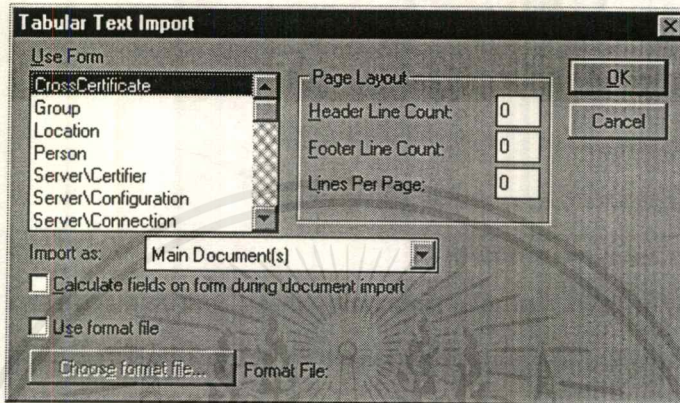 Tabular Text Import
Use Form
CrossCertificate
Group
Location
Person
Server\Certifier
Server\Configuration
Server\Connection
Page Layout
Header Line Count: 0
Footer Line Count: 0
Lines Per Page: 0
OK
Cancel
Import as: Main Document(s)
Calculate fields on form during document import
Use format file
Choose format file... Format File: